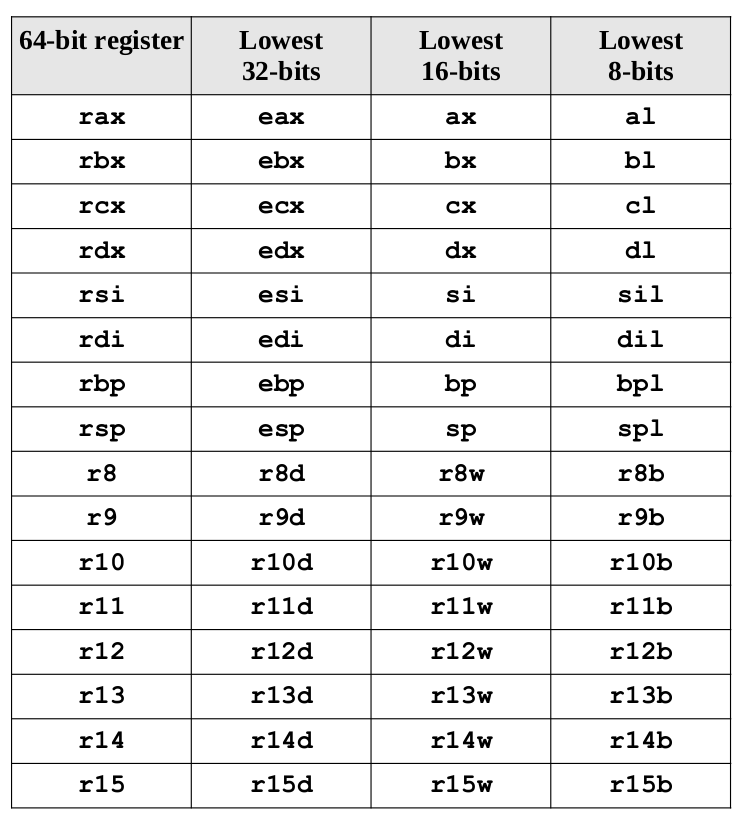 64-bit register Lowest 32-bits Lowest 16-bits Lowest 8-bits
rax eax ax al
rbx ebx bx bl
rcx ecx cx cl
rdx edx dx dl
rsi esi si sil
rdi edi di dil
rbp ebp bp bpl
rsp esp sp spl
r8 r8d r8w r8b
r9 r9d r9w r9b
r10 r10d r10w r10b
r11 r11d r11w r11b
r12 r12d r12w r12b
r13 r13d r13w r13b
r14 r14d r14w r14b
r15 r15d r15w r15b